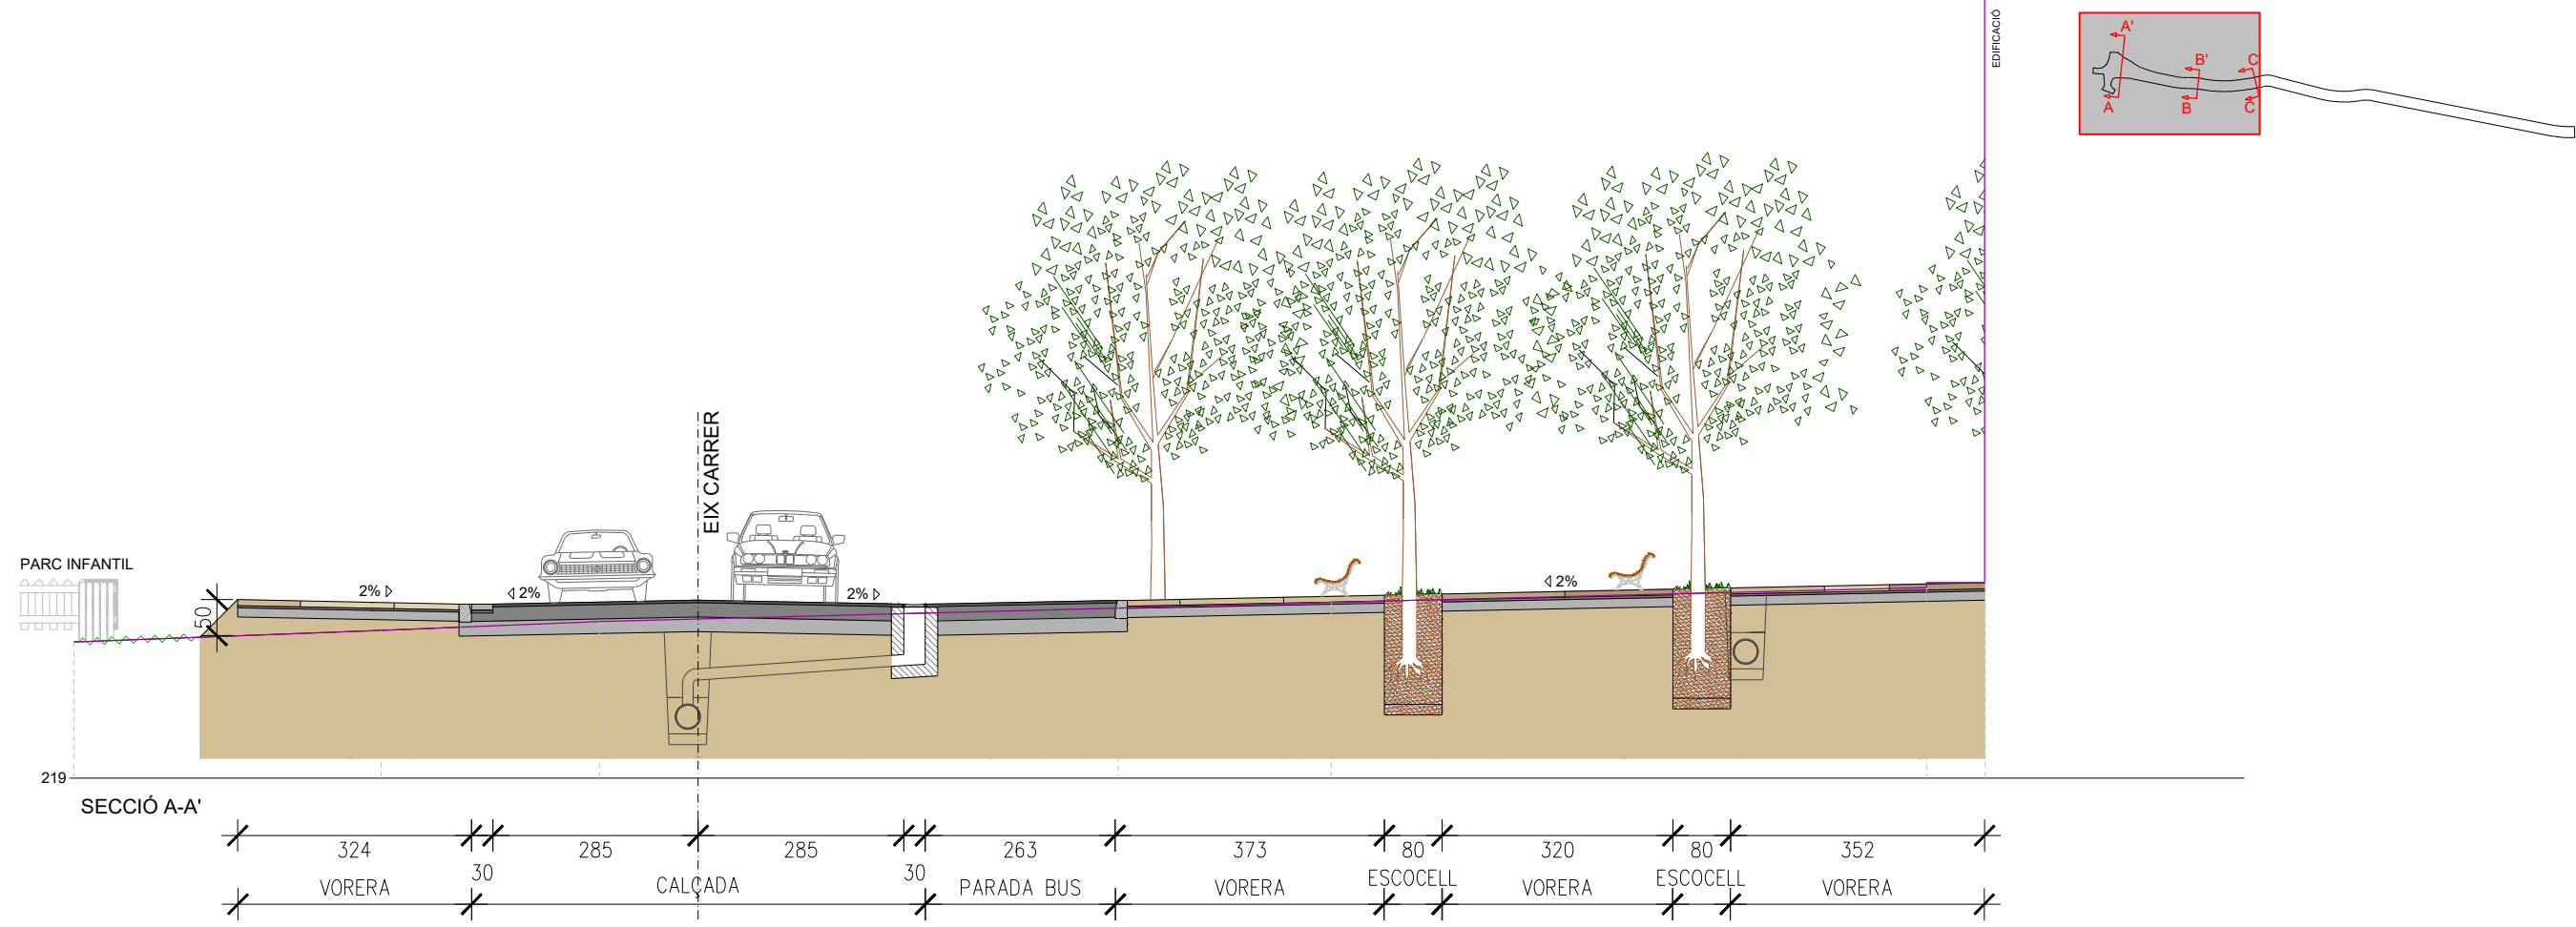 EDIFICACIÓ
A'
B'
C'
A
B
C
EIX CARRER
PARC INFANTIL
2%
2%
2%
2%
50
219
SECCIÓ A-A'
324
30
285
285
30
263
373
80
320
80
352
VORERA
CALÇADA
PARADA BUS
VORERA
ESCOCELL
VORERA
ESCOCELL
VORERA